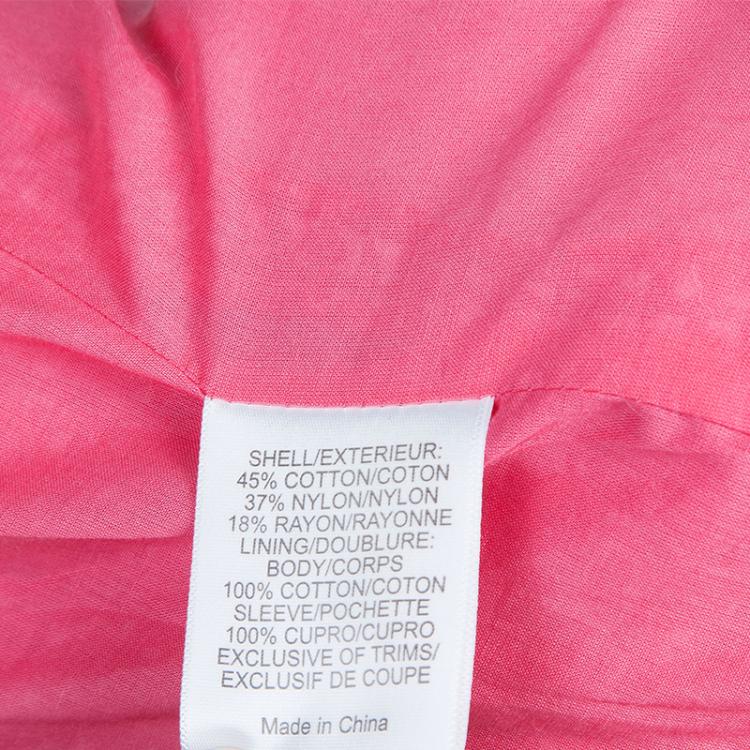 SHELL/EXTERIEUR:
45% COTTON/COTON
37% NYLON/NYLON
18% RAYON/RAYONNE
LINING/DOUBLURE:
BODY/CORPS
100% COTTON/COTON
SLEEVE/POCHETTE
100% CUPRO/CUPRO
EXCLUSIVE OF TRIMS/
EXCLUSIF DE COUPE
Made in China